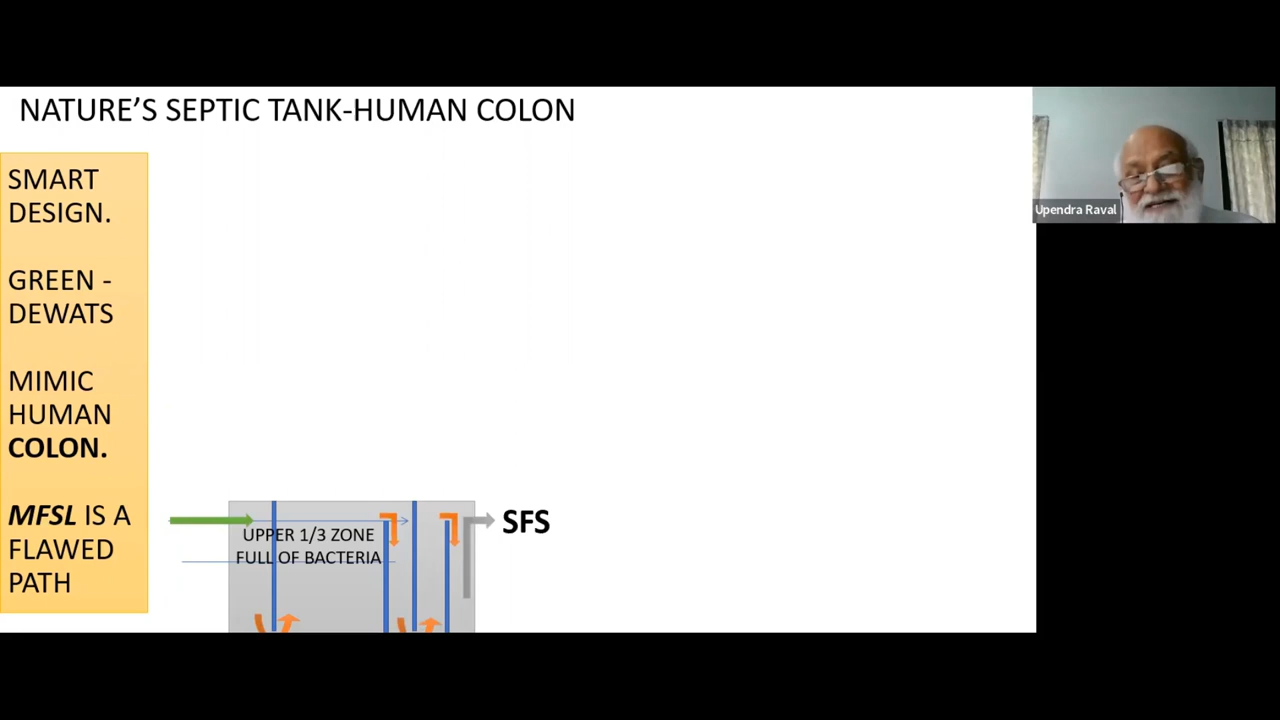 NATURE'S SEPTIC TANK-HUMAN COLON
SMART
DESIGN.
GREEN -
DEWATS
MIMIC
HUMAN
COLON.
MFSL IS A
FLAWED
PATH
UPPER 1/3 ZONE
FULL OF BACTERIA
SFS
Upendra Raval